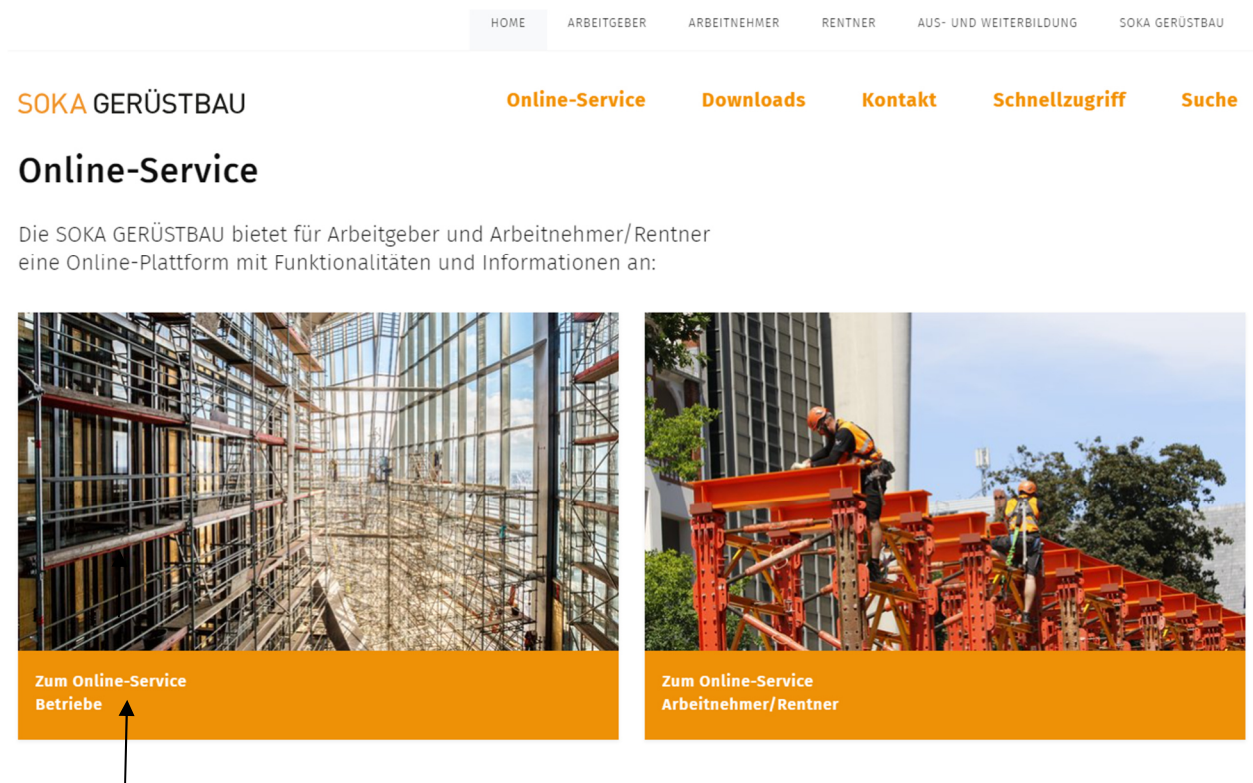 HOME ARBEITGEBER ARBEITNEHMER RENTNER AUS- UND WEITERBILDUNG SOKA GERÜSTBAU
SOKA GERÜSTBAU
Online-Service Downloads Kontakt Schnellzugriff Suche
Online-Service
Die SOKA GERÜSTBAU bietet für Arbeitgeber und Arbeitnehmer/Rentner
eine Online-Plattform mit Funktionalitäten und Informationen an:
Zum Online-Service
Betriebe
Zum Online-Service
Arbeitnehmer/Rentner